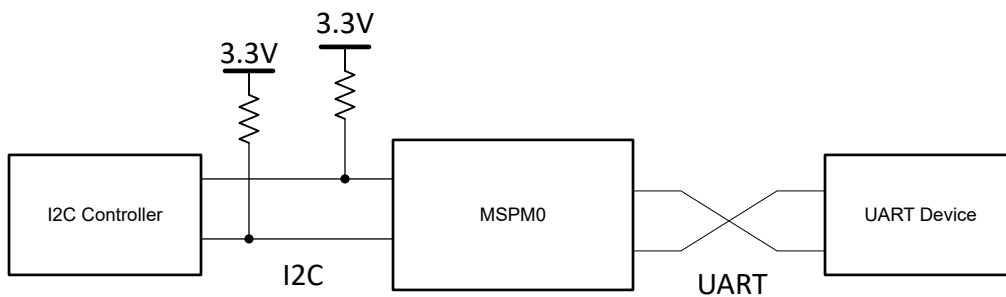 3.3V
3.3V
I2C Controller
MSPM0
UART Device
I2C
UART